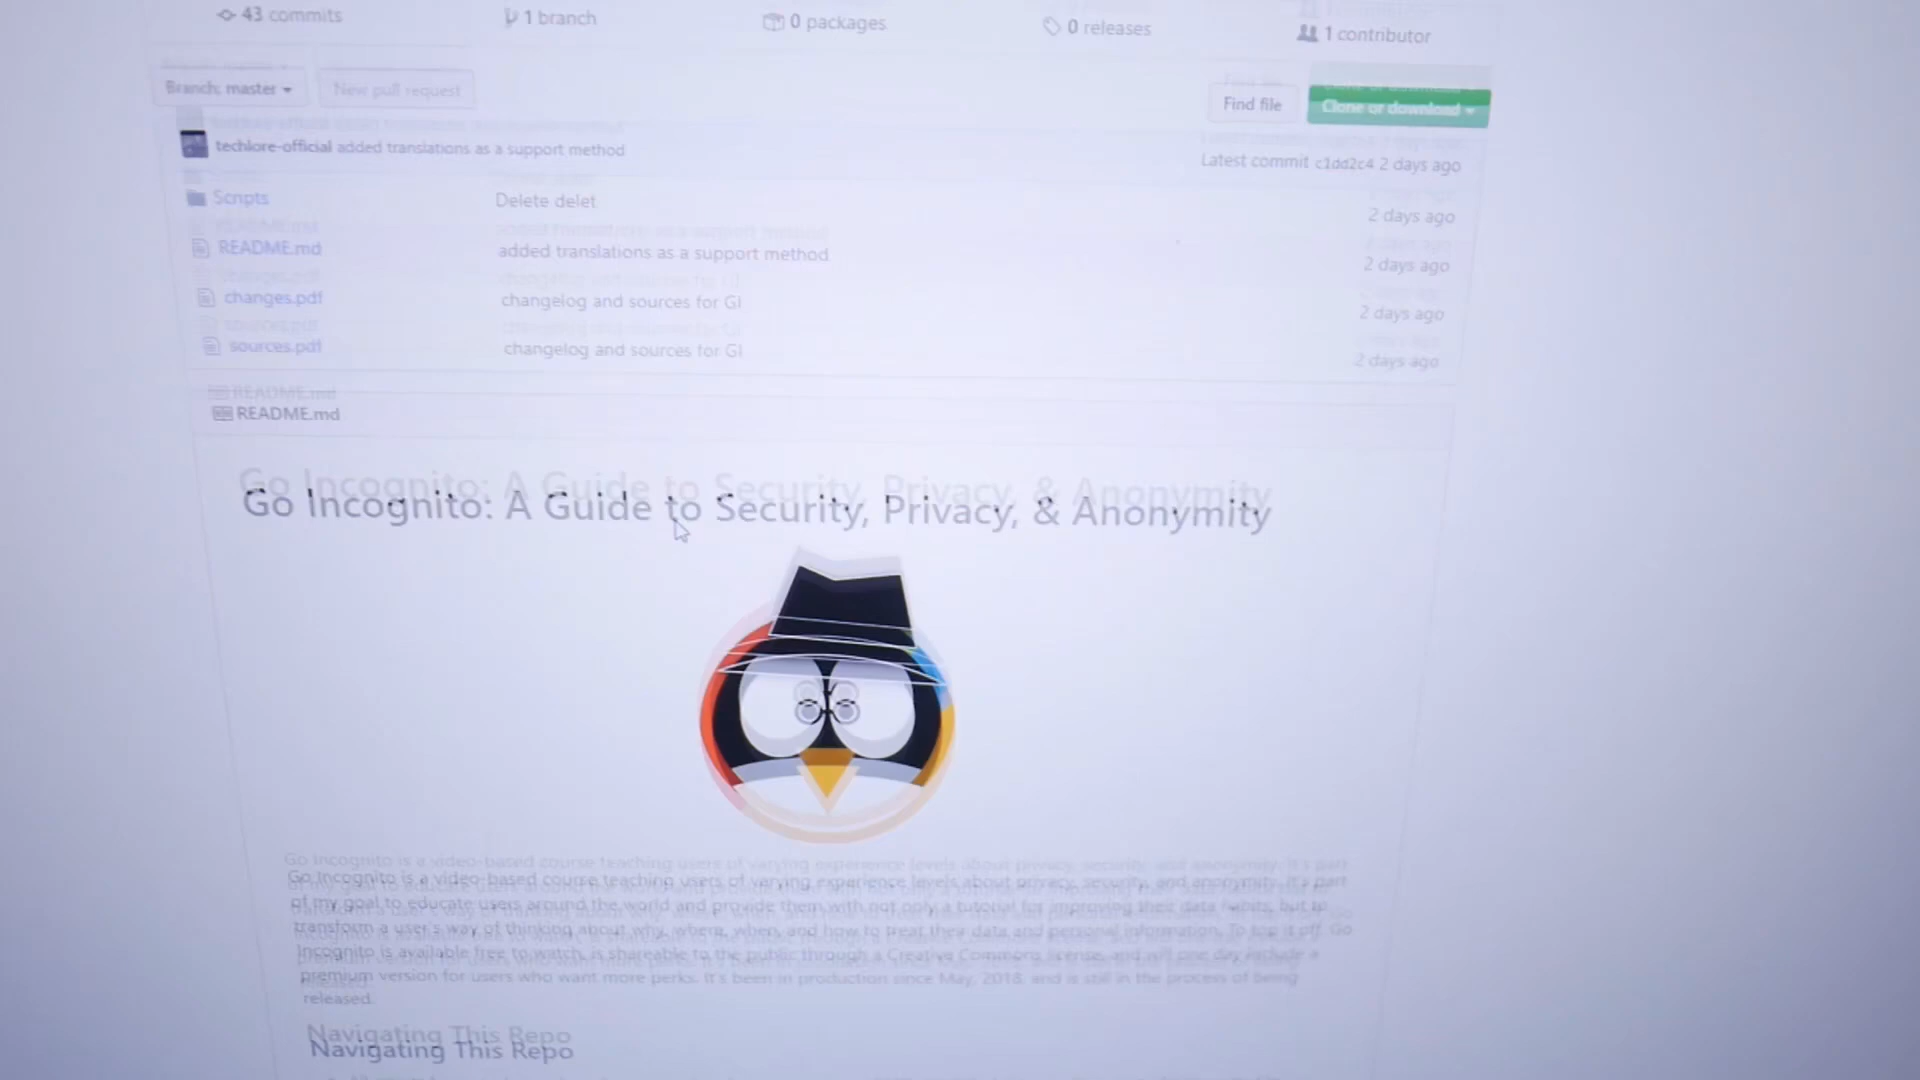 43 commits
1 branch
0 packages
0 releases
1 contributor
Branch: master
New pull request
Find file
Clone or download
techlore-official added translations as a support method
Latest commit c1dd2c4 2 days ago
Scripts Delete delet 2 days ago
README.md added translations as a support method 2 days ago
changes.pdf changelog and sources for GI 2 days ago
sources.pdf changelog and sources for GI 2 days ago
README.md
Go Incognito: A Guide to Security, Privacy, & Anonymity
Go Incognito is a video-based course teaching users of varying experience levels about privacy, security, and anonymity. It's part
of my goal to educate users around the world and provide them with not only a tutorial for improving their data habits, but to
transform a user's way of thinking about why, where, when, and how to treat their data and personal information. To top it off, Go
Incognito is available free to watch, is shareable to the public through a Creative Commons license, and will one day include a
premium version for users who want more perks. It's been in production since May, 2018, and is still in the process of being
released.
Navigating This Repo